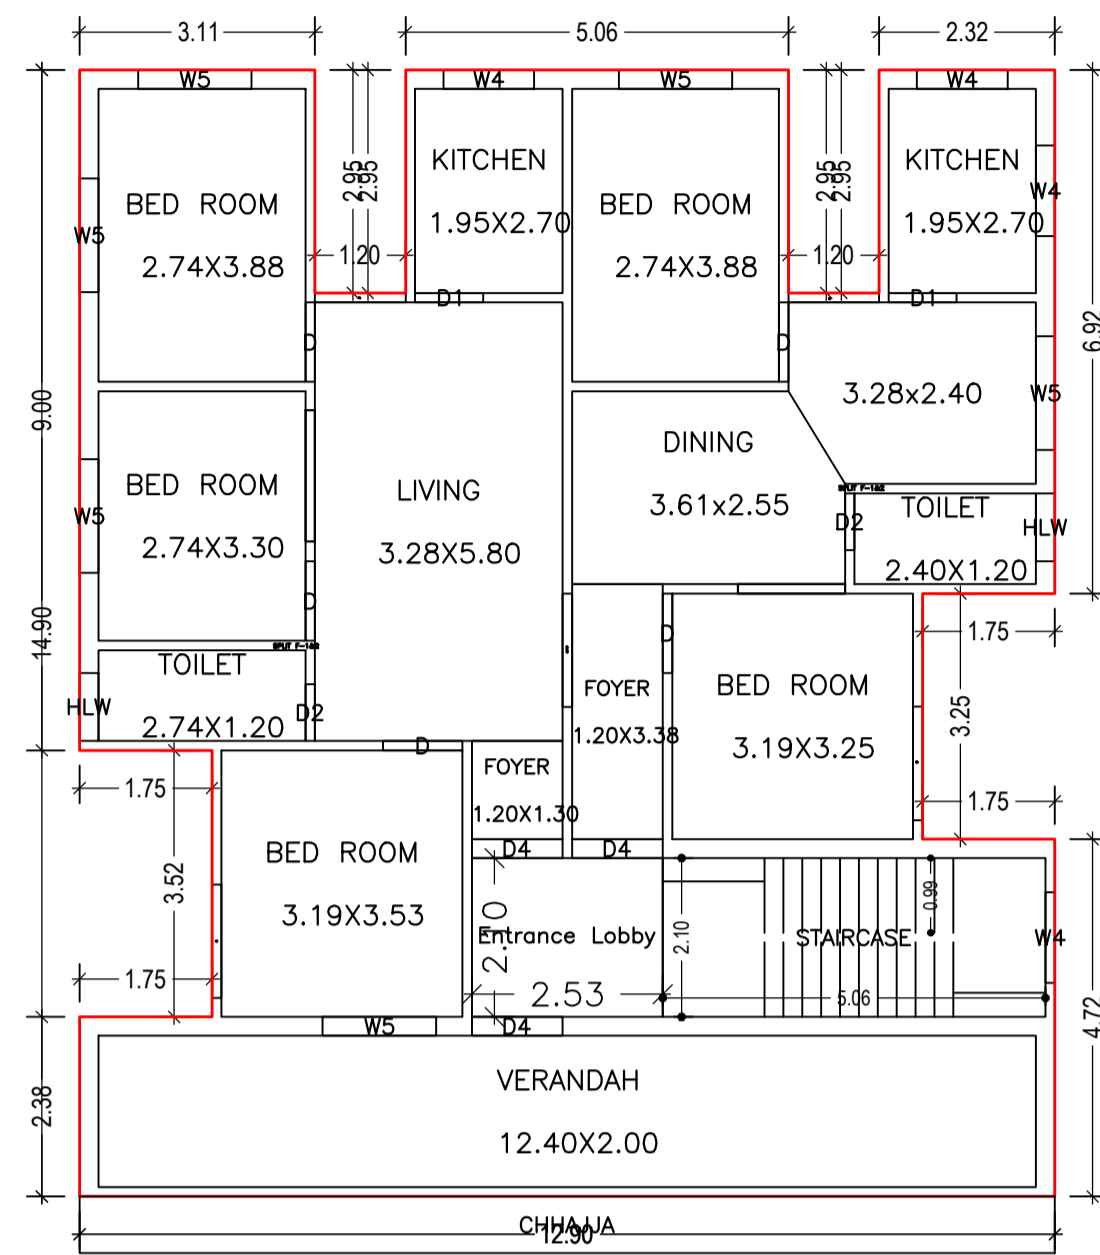 3.11
5.06
2.32
W5
W4
W5
W4
KITCHEN
1.95X2.70
KITCHEN
1.95X2.70
2.95
2.95
2.95
2.95
W4
BED ROOM
2.74X3.88
BED ROOM
2.74X3.88
W5
1.20
1.20
D1
D1
D
D
6.92
9.00
3.28x2.40
W5
DINING
3.61x2.55
SPLIT F-1&2
BED ROOM
2.74X3.30
W5
LIVING
3.28X5.80
TOILET
2.40X1.20
D2
HLW
D
14.90
1.75
D
SPLIT F-1&2
TOILET
2.74X1.20
HLW
D2
FOYER
1.20X3.38
BED ROOM
3.19X3.25
3.25
D
FOYER
1.20X1.30
1.75
1.75
BED ROOM
3.19X3.53
3.52
D4
D4
2.10
Entrance Lobby
2.53
2.10
STAIRCASE
0.99
W4
5.06
1.75
4.72
W5
D4
VERANDAH
12.40X2.00
2.38
CHHAJJA
12.90